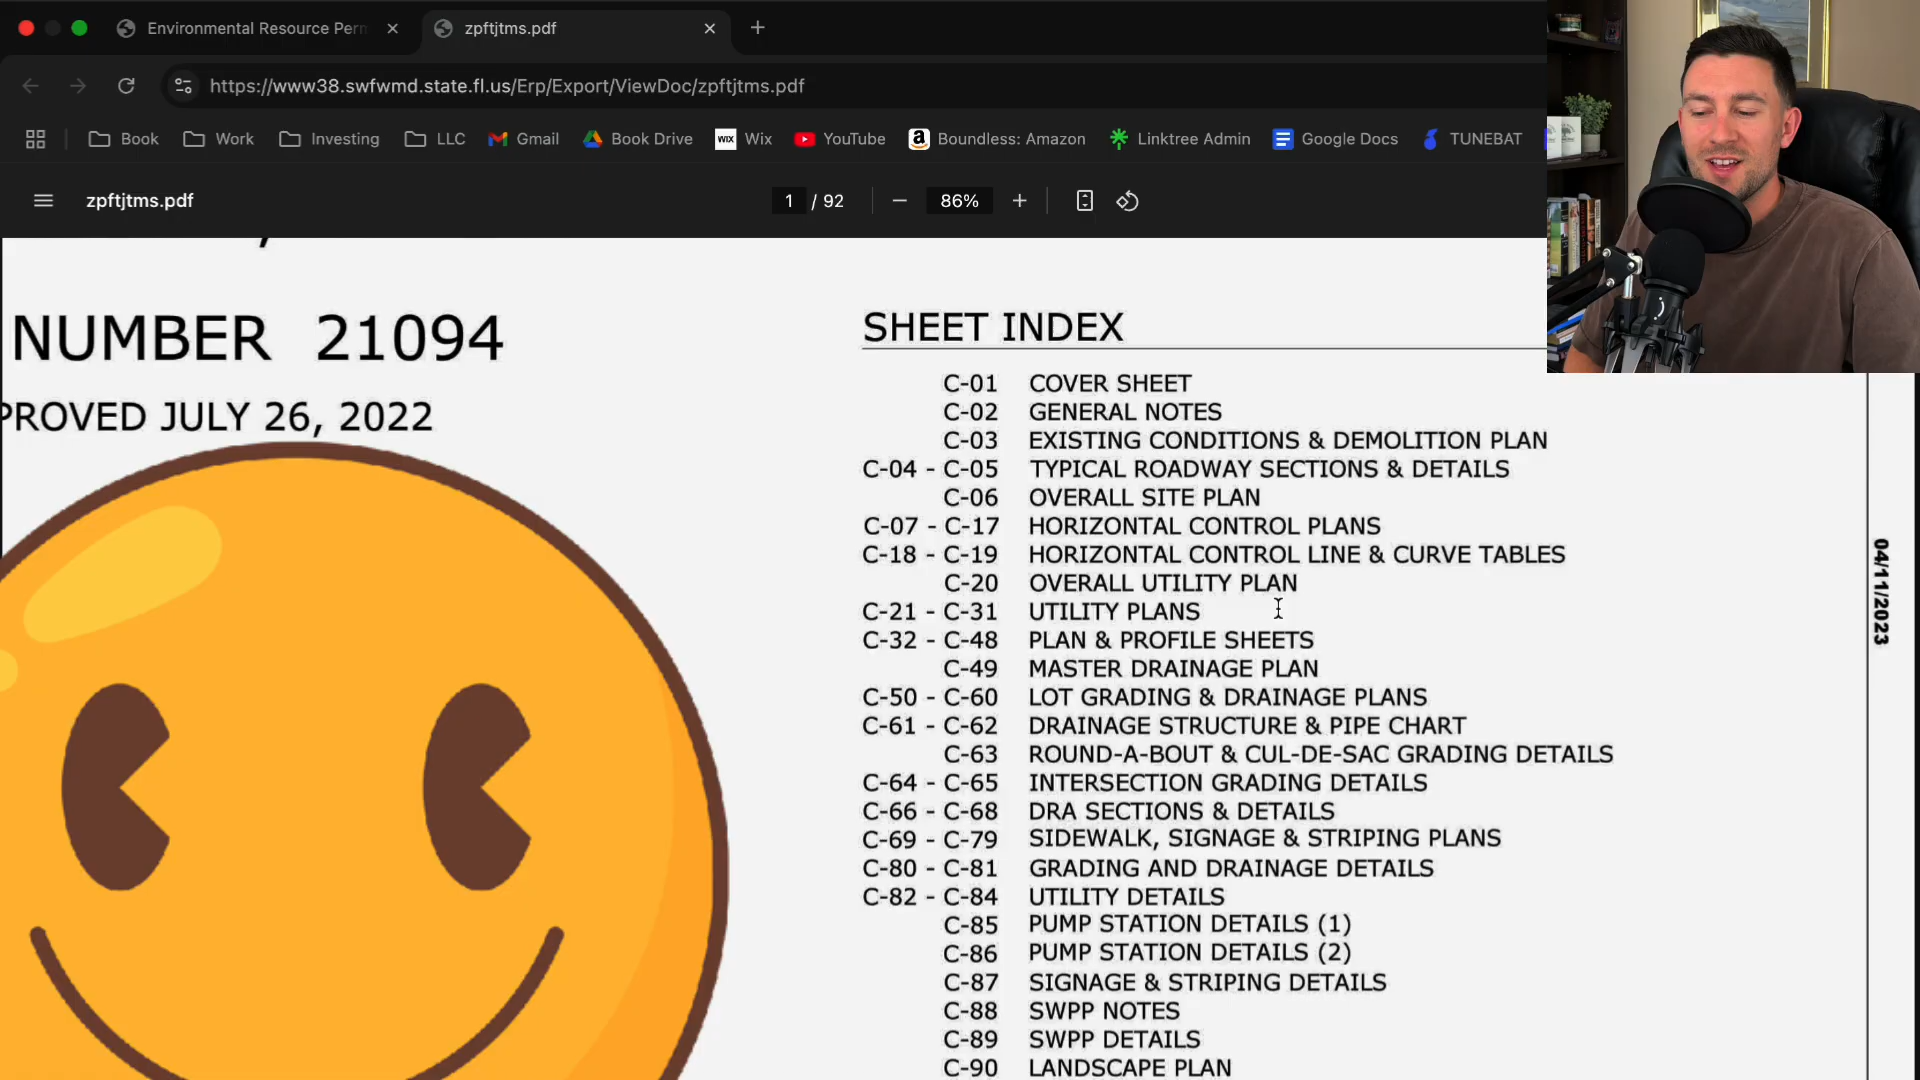 Environmental Resource Perm
zpftjtms.pdf
https://www38.swfwmd.state.fl.us/Erp/Export/ViewDoc/zpftjtms.pdf
Book
Work
Investing
LLC
Gmail
Book Drive
WIX Wix
YouTube
Boundless: Amazon
Linktree Admin
Google Docs
TUNEBAT
zpftjtms.pdf
1 / 92
86%
NUMBER 21094
PROVED JULY 26, 2022
SHEET INDEX
C-01 COVER SHEET
C-02 GENERAL NOTES
C-03 EXISTING CONDITIONS & DEMOLITION PLAN
C-04 - C-05 TYPICAL ROADWAY SECTIONS & DETAILS
C-06 OVERALL SITE PLAN
C-07 - C-17 HORIZONTAL CONTROL PLANS
C-18 - C-19 HORIZONTAL CONTROL LINE & CURVE TABLES
C-20 OVERALL UTILITY PLAN
C-21 - C-31 UTILITY PLANS
C-32 - C-48 PLAN & PROFILE SHEETS
C-49 MASTER DRAINAGE PLAN
C-50 - C-60 LOT GRADING & DRAINAGE PLANS
C-61 - C-62 DRAINAGE STRUCTURE & PIPE CHART
C-63 ROUND-A-BOUT & CUL-DE-SAC GRADING DETAILS
C-64 - C-65 INTERSECTION GRADING DETAILS
C-66 - C-68 DRA SECTIONS & DETAILS
C-69 - C-79 SIDEWALK, SIGNAGE & STRIPING PLANS
C-80 - C-81 GRADING AND DRAINAGE DETAILS
C-82 - C-84 UTILITY DETAILS
C-85 PUMP STATION DETAILS (1)
C-86 PUMP STATION DETAILS (2)
C-87 SIGNAGE & STRIPING DETAILS
C-88 SWPP NOTES
C-89 SWPP DETAILS
C-90 LANDSCAPE PLAN
04/11/2023